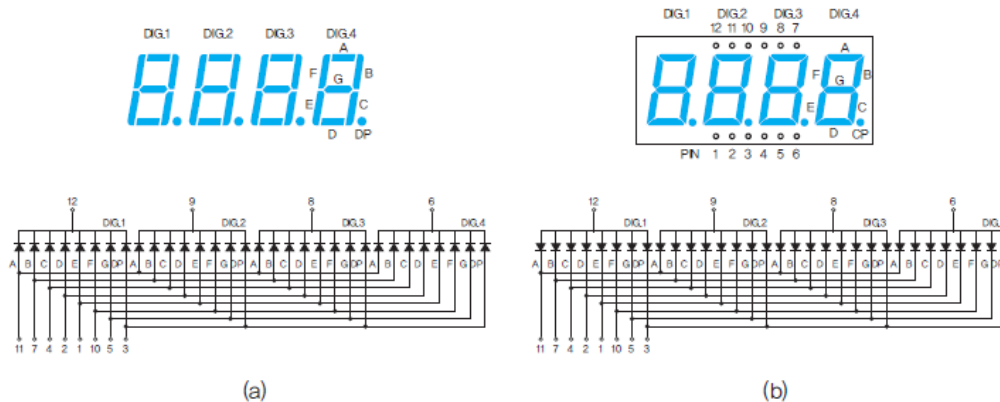 DIG.1 DIG.2 DIG.3 DIG.4
A
F B
G
E C
D DP
12 9 8 6
DIG.1 DIG.2 DIG.3 DIG.4
A B C D E F G DP A B C D E F G DP A B C D E F G DP A B C D E F G DP
11 7 4 2 1 10 5 3
(a)
DIG.1 DIG.2 DIG.3 DIG.4
12 11 10 9 8 7
A
F B
G
E C
D CP
PIN 1 2 3 4 5 6
12 9 8 6
DIG.1 DIG.2 DIG.3 DIG.
A B C D E F G DP A B C D E F G DP A B C D E F G DP A B C D E F G DP
11 7 4 2 1 10 5 3
(b)